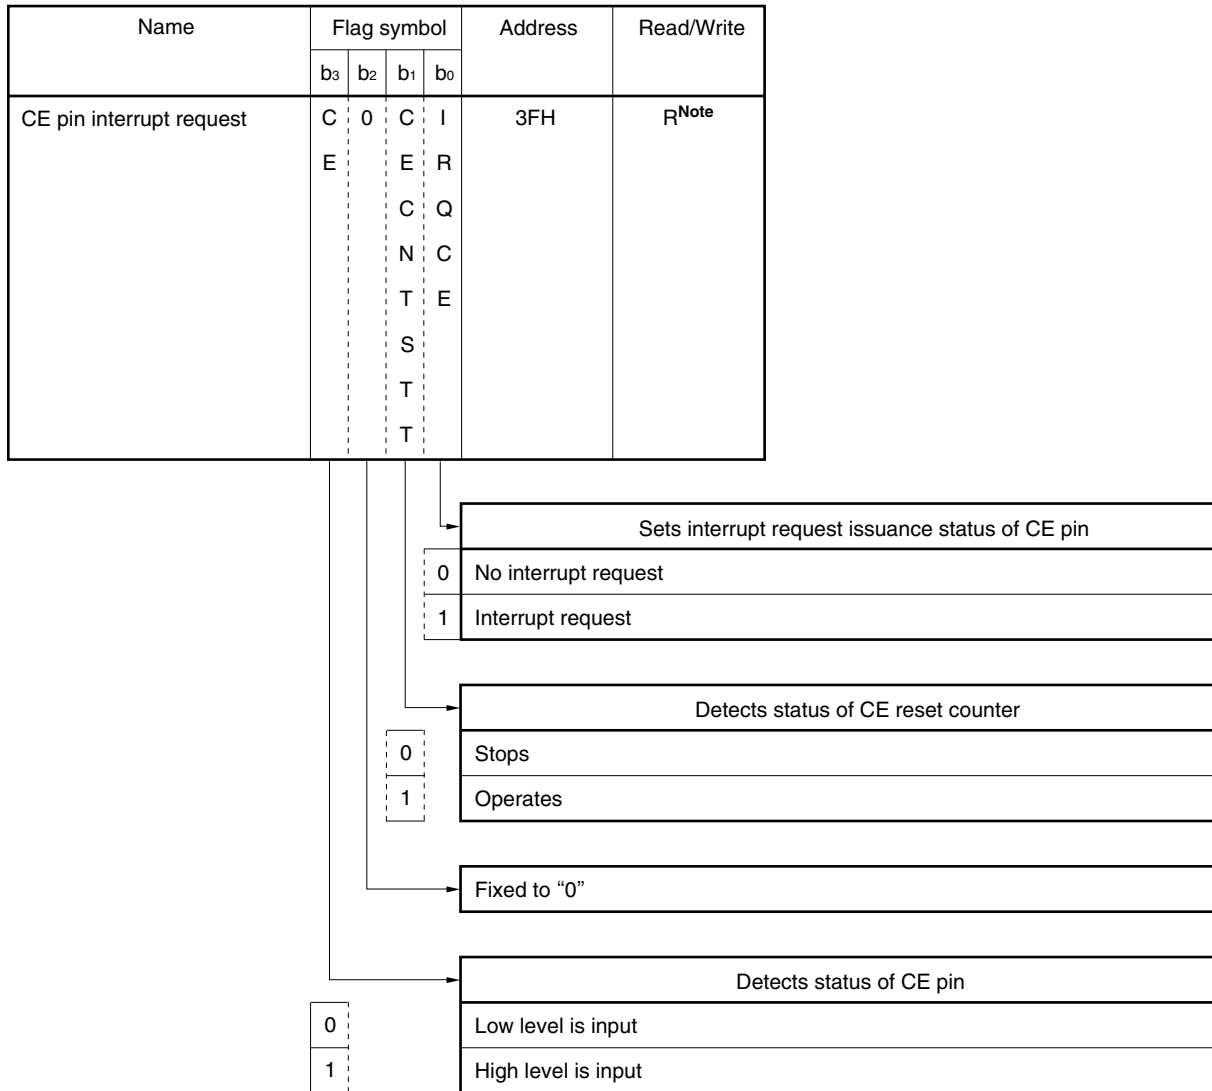 Name Flag symbol Address Read/Write
b3 b2 b1 b0
CE pin interrupt request C 0 C I 3FH RNote
E E R
C Q
N C
T E
S
T
T
Sets interrupt request issuance status of CE pin
0 No interrupt request
1 Interrupt request
Detects status of CE reset counter
0 Stops
1 Operates
Fixed to “0”
Detects status of CE pin
0 Low level is input
1 High level is input